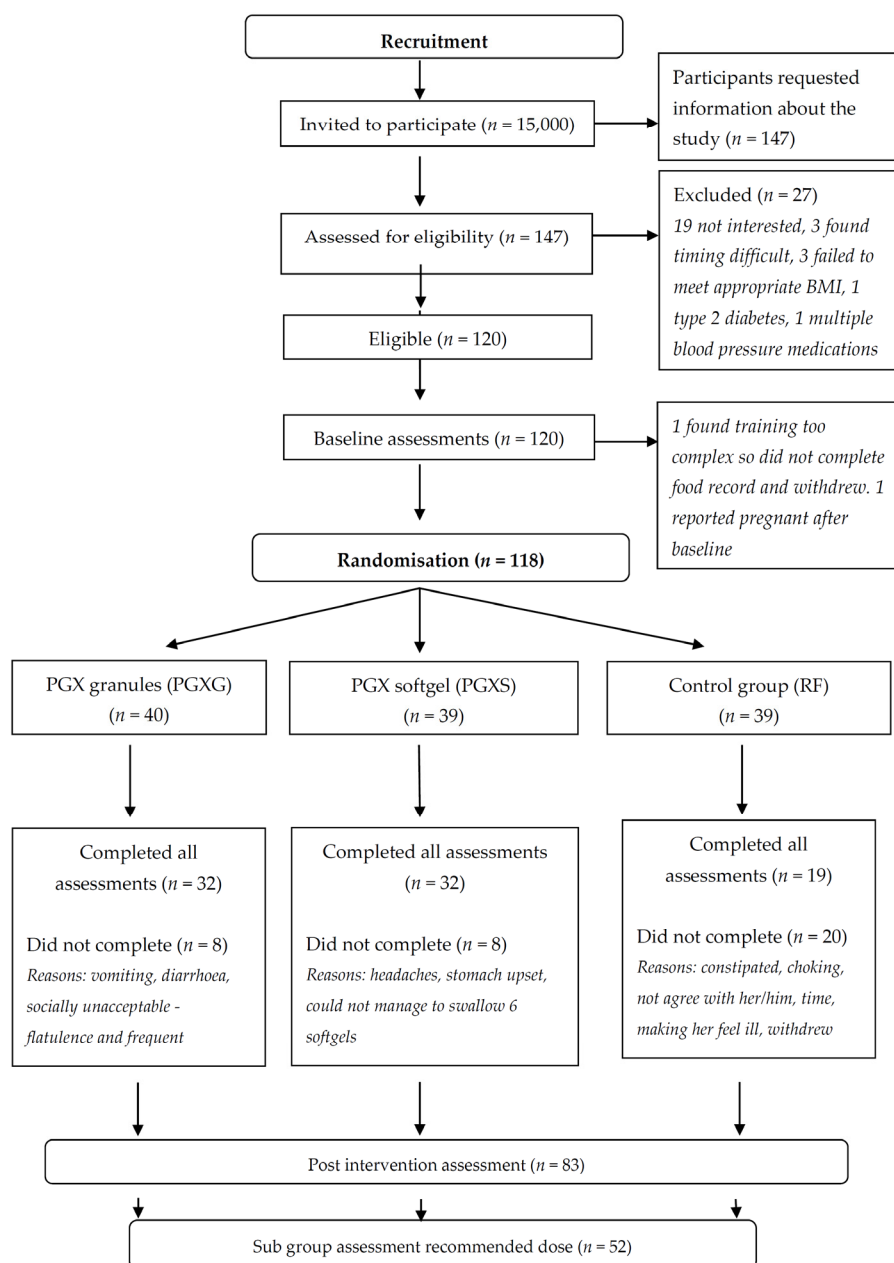 Recruitment
Invited to participate (n = 15,000)
Participants requested
information about the
study (n = 147)
Assessed for eligibility (n = 147)
Excluded (n = 27)
19 not interested, 3 found
timing difficult, 3 failed to
meet appropriate BMI, 1
type 2 diabetes, 1 multiple
blood pressure medications
Eligible (n = 120)
Baseline assessments (n = 120)
1 found training too
complex so did not complete
food record and withdrew. 1
reported pregnant after
baseline
Randomisation (n = 118)
PGX granules (PGXG)
(n = 40)
PGX softgel (PGXS)
(n = 39)
Control group (RF)
(n = 39)
Completed all
assessments (n = 32)
Did not complete (n = 8)
Reasons: vomiting, diarrhoea,
socially unacceptable -
flatulence and frequent
Completed all assessments
(n = 32)
Did not complete (n = 8)
Reasons: headaches, stomach upset,
could not manage to swallow 6
softgels
Completed all
assessments (n = 19)
Did not complete (n = 20)
Reasons: constipated, choking,
not agree with her/him, time,
making her feel ill, withdrew
Post intervention assessment (n = 83)
Sub group assessment recommended dose (n = 52)